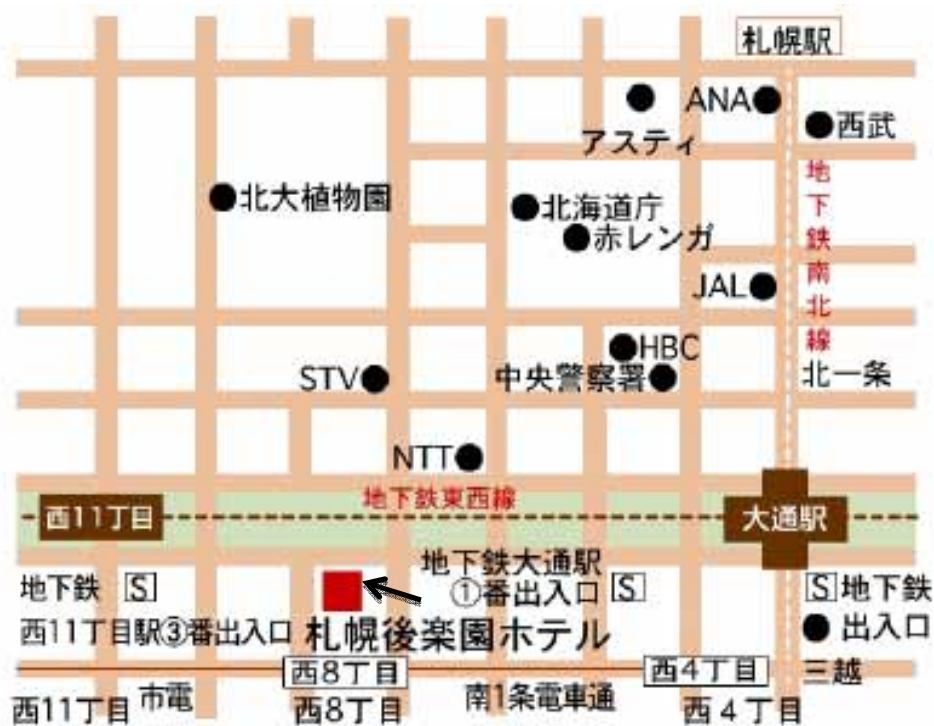 札幌駅
ANA
西武
アスティ
地下鉄南北線
北大植物園
北海道庁
赤レンガ
JAL
HBC
STV
中央警察署
北一条
NTT
地下鉄東西線
西11丁目
大通駅
地下鉄大通駅
①番出入口 S
地下鉄 S
西11丁目駅③番出入口
札幌後楽園ホテル
S 地下鉄
出入口
三越
西8丁目
西4丁目
西11丁目
市電
西8丁目
南1条電車通
西4丁目